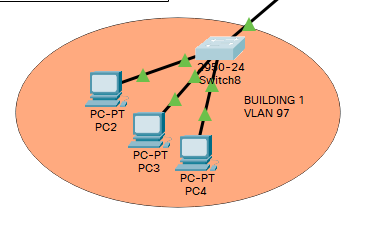 2950-24
Switch8
BUILDING 1
VLAN 97
PC-PT
PC2
PC-PT
PC3
PC-PT
PC4